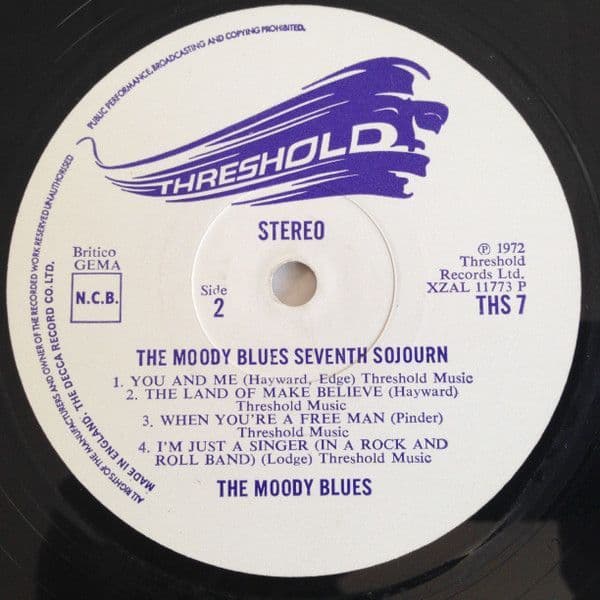 ALL RIGHTS OF THE MANUFACTURERS AND OWNER OF THE RECORDED WORK RESERVED UNAUTHORISED
PUBLIC PERFORMANCE, BROADCASTING AND COPYING PROHIBITED.
MADE IN ENGLAND, THE DECCA RECORD CO. LTD.
THRESHOLD
STEREO
Britico
GEMA
N.C.B.
Side
2
Ⓟ 1972
Threshold
Records Ltd.
XZAL 11773 P
THS 7
THE MOODY BLUES SEVENTH SOJOURN
1. YOU AND ME (Hayward, Edge) Threshold Music
2. THE LAND OF MAKE BELIEVE (Hayward)
Threshold Music
3. WHEN YOU'RE A FREE MAN (Pinder)
Threshold Music
4. I'M JUST A SINGER (IN A ROCK AND
ROLL BAND) (Lodge) Threshold Music
THE MOODY BLUES